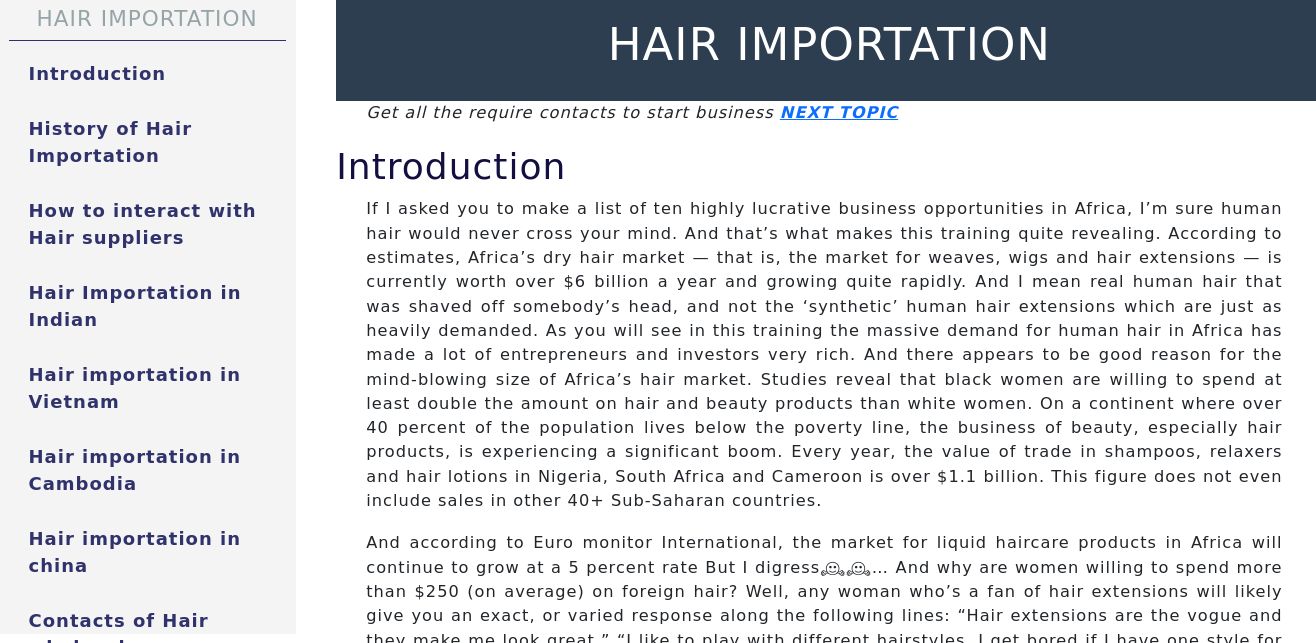 HAIR IMPORTATION
Introduction
History of Hair
Importation
How to interact with
Hair suppliers
Hair Importation in
Indian
Hair importation in
Vietnam
Hair importation in
Cambodia
Hair importation in
china
Contacts of Hair
HAIR IMPORTATION
Get all the require contacts to start business NEXT TOPIC
Introduction
If I asked you to make a list of ten highly lucrative business opportunities in Africa, I’m sure human
hair would never cross your mind. And that’s what makes this training quite revealing. According to
estimates, Africa’s dry hair market — that is, the market for weaves, wigs and hair extensions — is
currently worth over $6 billion a year and growing quite rapidly. And I mean real human hair that
was shaved off somebody’s head, and not the ‘synthetic’ human hair extensions which are just as
heavily demanded. As you will see in this training the massive demand for human hair in Africa has
made a lot of entrepreneurs and investors very rich. And there appears to be good reason for the
mind-blowing size of Africa’s hair market. Studies reveal that black women are willing to spend at
least double the amount on hair and beauty products than white women. On a continent where over
40 percent of the population lives below the poverty line, the business of beauty, especially hair
products, is experiencing a significant boom. Every year, the value of trade in shampoos, relaxers
and hair lotions in Nigeria, South Africa and Cameroon is over $1.1 billion. This figure does not even
include sales in other 40+ Sub-Saharan countries.
And according to Euro monitor International, the market for liquid haircare products in Africa will
continue to grow at a 5 percent rate But I digress🤗🤗… And why are women willing to spend more
than $250 (on average) on foreign hair? Well, any woman who’s a fan of hair extensions will likely
give you an exact, or varied response along the following lines: “Hair extensions are the vogue and
they make me look great.” “I like to play with different hairstyles. I get bored if I have one style for